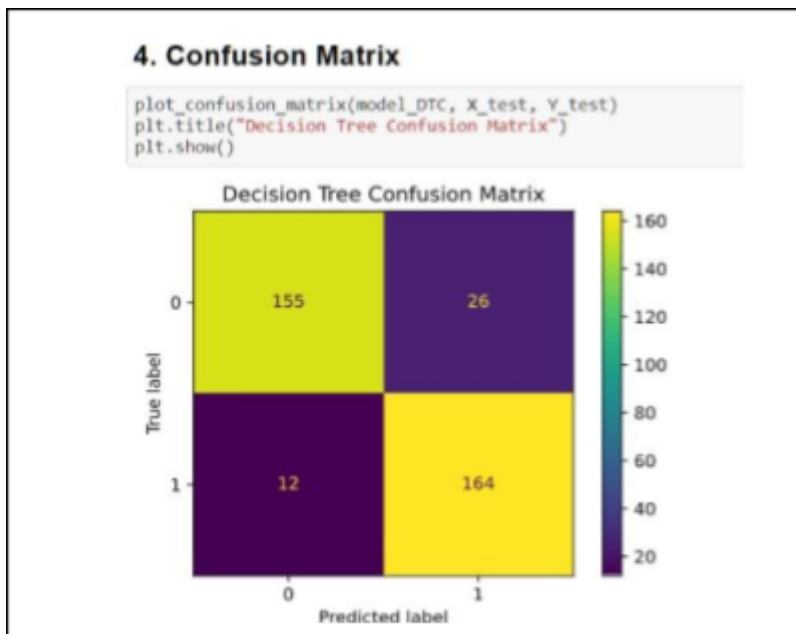 4. Confusion Matrix
plot_confusion_matrix(model_DTC, X_test, Y_test)
plt.title("Decision Tree Confusion Matrix")
plt.show()
Decision Tree Confusion Matrix
160
140
120
100
80
60
40
20
True label
0
155
26
1
12
164
0
1
Predicted label